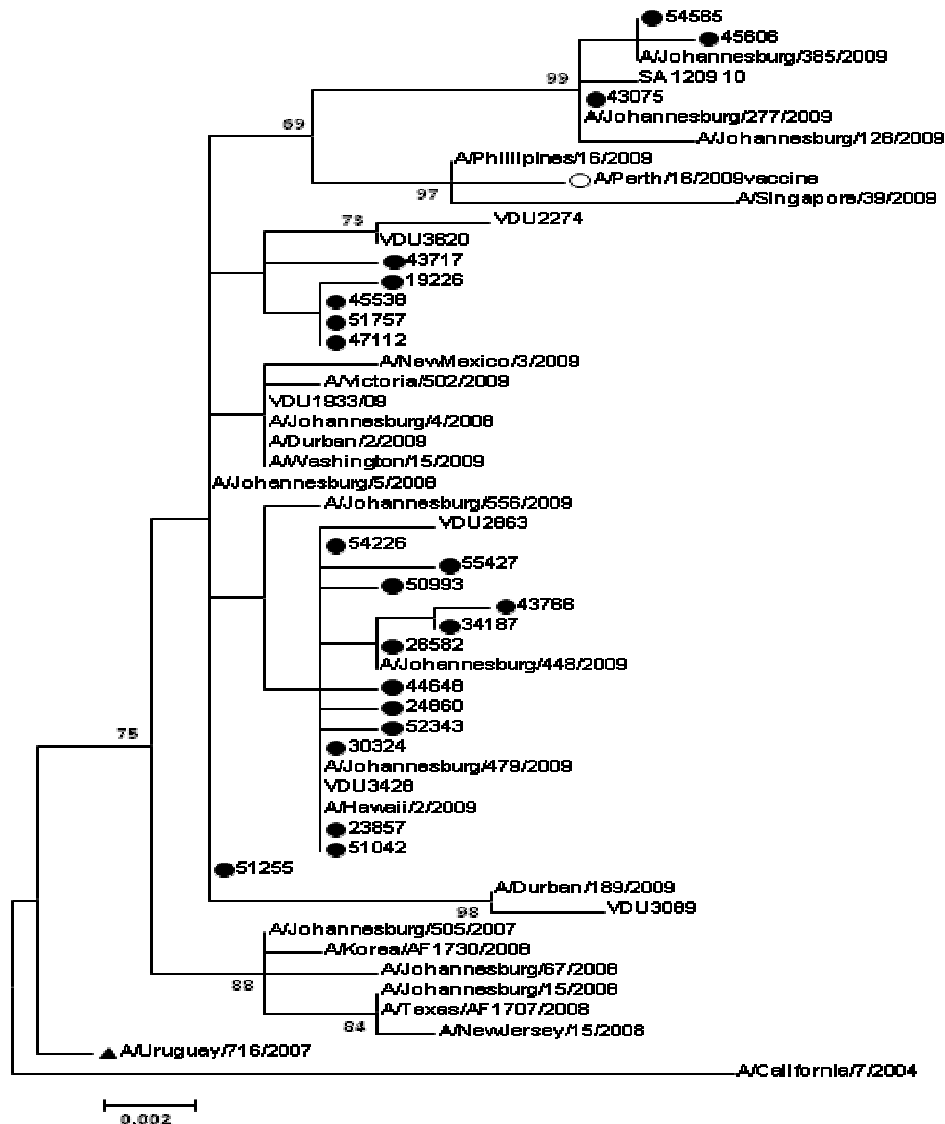 54565
45606
A/Johannesburg/385/2009
99
SA 1209 10
43075
A/Johannesburg/277/2009
69
A/Johannesburg/126/2009
A/Phillipines/16/2009
A/Perth/16/2009vaccine
97
A/Singapore/39/2009
73
VDU2274
VDU3620
43717
19226
45538
51757
47112
A/NewMexico/3/2009
A/Victoria/502/2009
VDU1933/09
A/Johannesburg/4/2008
A/Durban/2/2009
A/Washington/15/2009
A/Johannesburg/5/2008
A/Johannesburg/556/2009
VDU2863
54226
55427
50993
43766
34187
26582
A/Johannesburg/448/2009
44648
24860
52343
75
30324
A/Johannesburg/479/2009
VDU3428
A/Hawaii/2/2009
23857
51042
51255
A/Durban/189/2009
98
VDU3089
A/Johannesburg/505/2007
A/Korea/AF1730/2008
A/Johannesburg/67/2008
88
A/Johannesburg/15/2008
A/Texas/AF1707/2008
84
A/NewJersey/15/2008
A/Uruguay/716/2007
A/California/7/2004
0.002